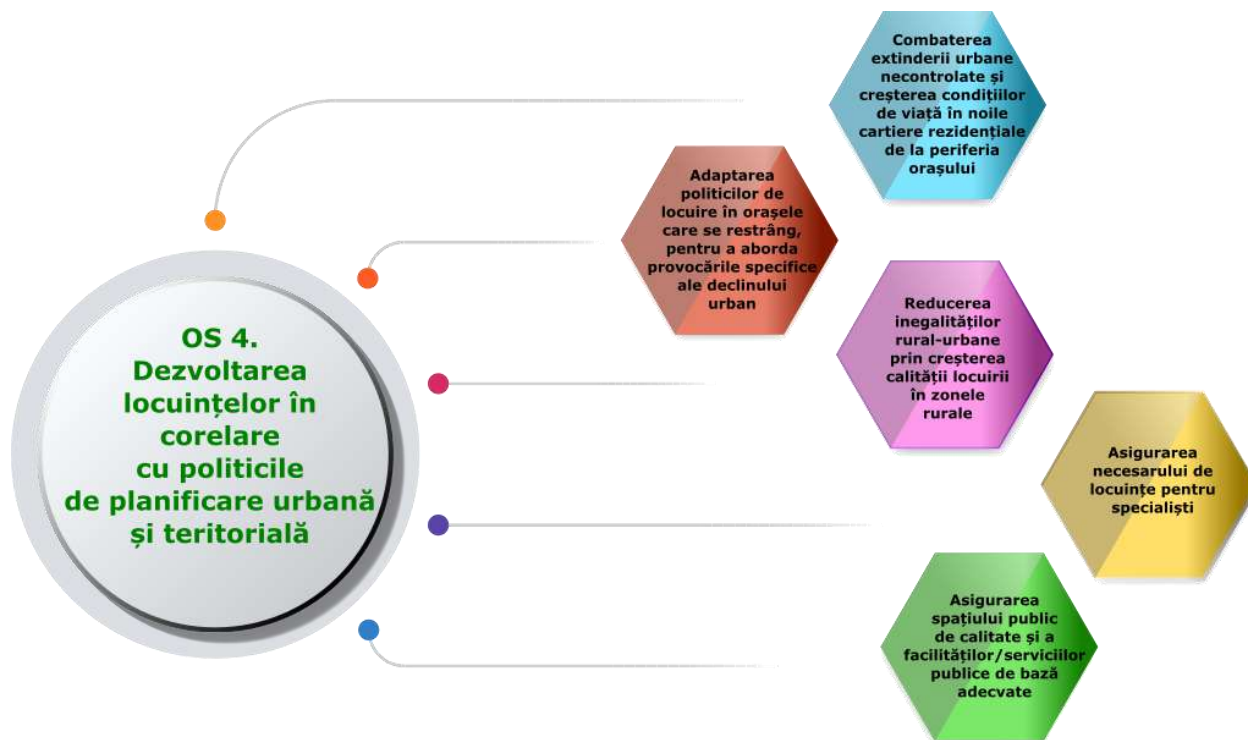 OS 4.
Dezvoltarea
locuințelor în
corelare
cu politicile
de planificare urbană
și teritorială
Combaterea
extinderii urbane
necontrolate și
creșterea condițiilor
de viață în noile
cartiere rezidențiale
de la periferia
orașului
Adaptarea
politicilor de
locuire în orașele
care se restrâng,
pentru a aborda
provocările specifice
ale declinului
urban
Reducerea
inegalităților
rural-urbane
prin creșterea
calității locuirii
în zonele
rurale
Asigurarea
necesarului de
locuințe pentru
specialiști
Asigurarea
spațiului public
de calitate și a
facilităților/serviciilor
publice de bază
adecvate